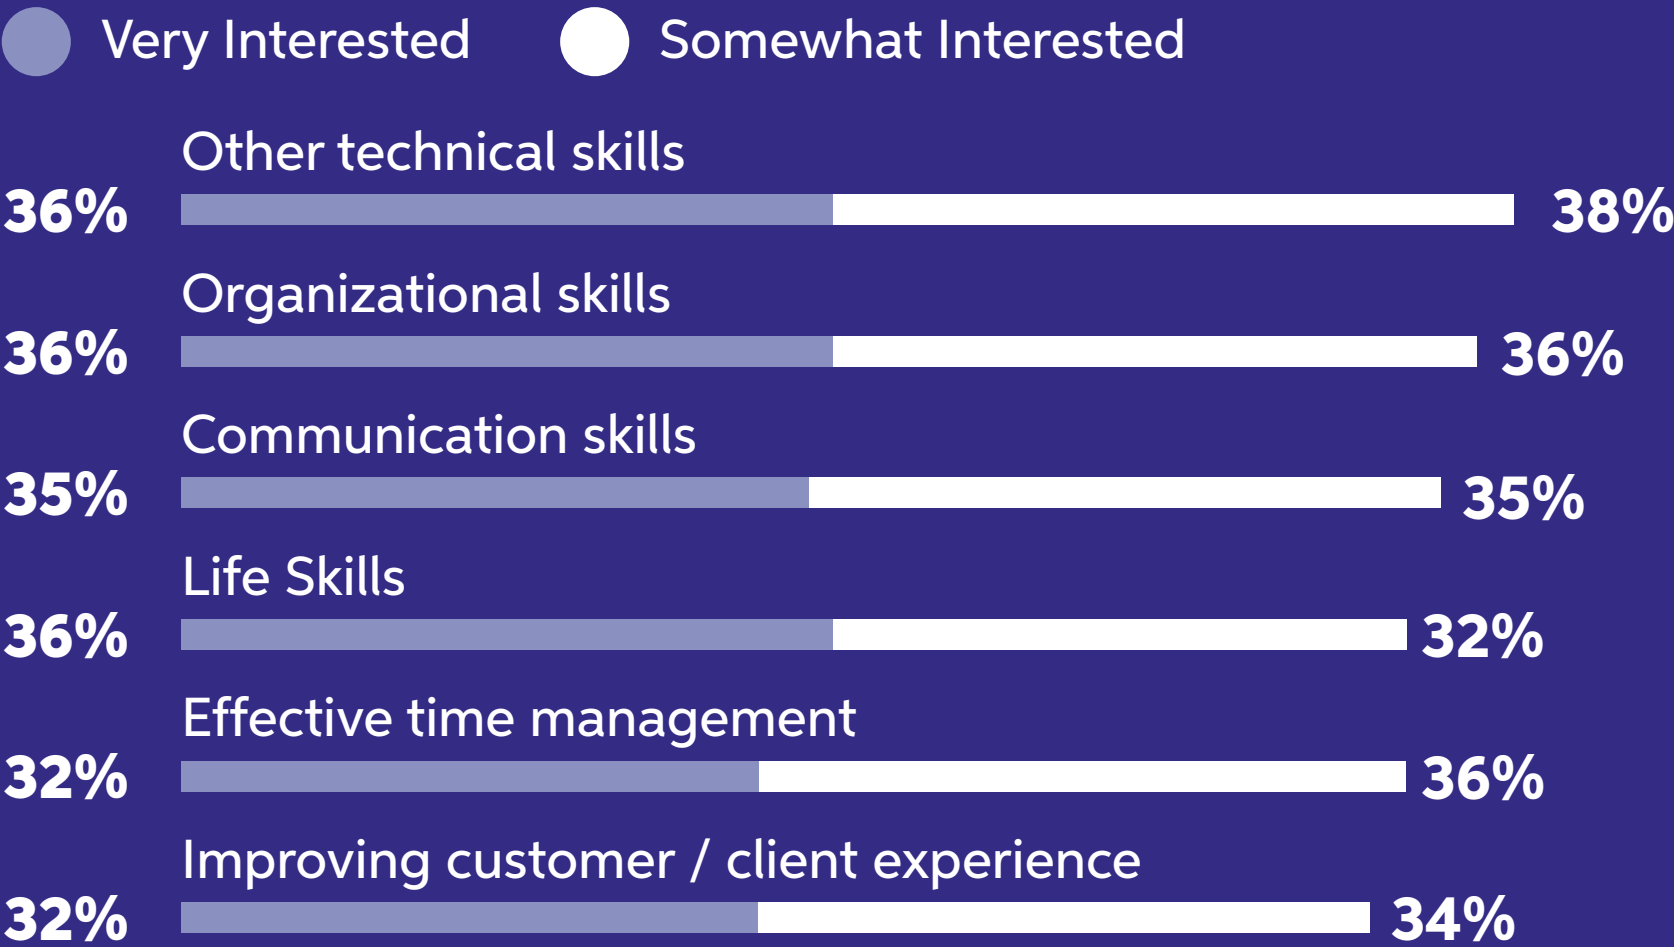 Very Interested Somewhat Interested
Other technical skills
36% 38%
Organizational skills
36% 36%
Communication skills
35% 35%
Life Skills
36% 32%
Effective time management
32% 36%
Improving customer / client experience
32% 34%